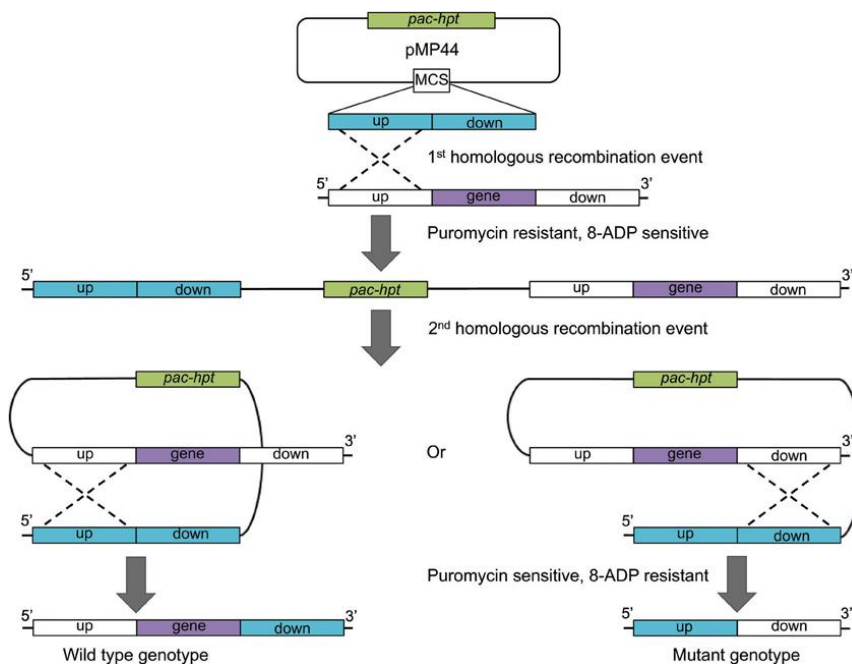 pac-hpt
pMP44
MCS
up down
1st homologous recombination event
5’ 3’
up gene down
Puromycin resistant, 8-ADP sensitive
5’ 3’
up down pac-hpt up gene down
2nd homologous recombination event
pac-hpt
3’
up gene down
5’
up down
Or
pac-hpt
3’
up gene down
5’
up down
Puromycin sensitive, 8-ADP resistant
5’ 3’
up gene down
Wild type genotype
5’ 3’
up down
Mutant genotype